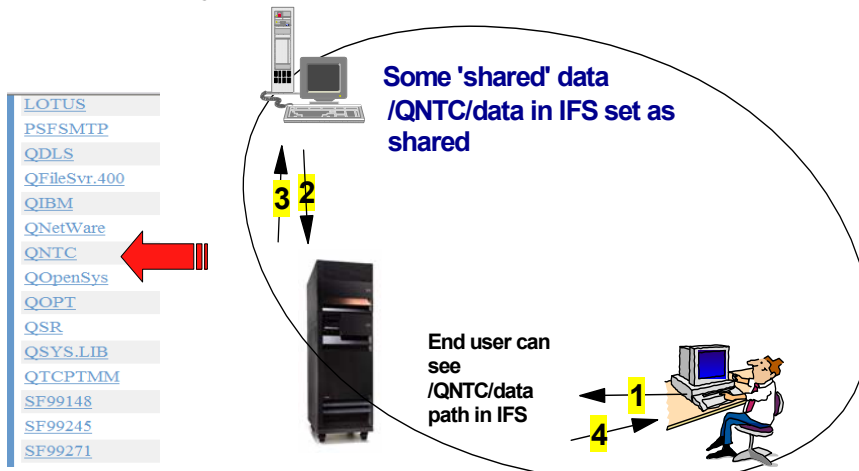 LOTUS
PSFSMTP
QDLS
QFileSvr.400
QIBM
QNetWare
QNTC
QOpenSys
QOPT
QSR
QSYS.LIB
QTCPTMM
SF99148
SF99245
SF99271
Some 'shared' data
/QNTC/data in IFS set as
shared
3 2
End user can
see
/QNTC/data
path in IFS
1
4